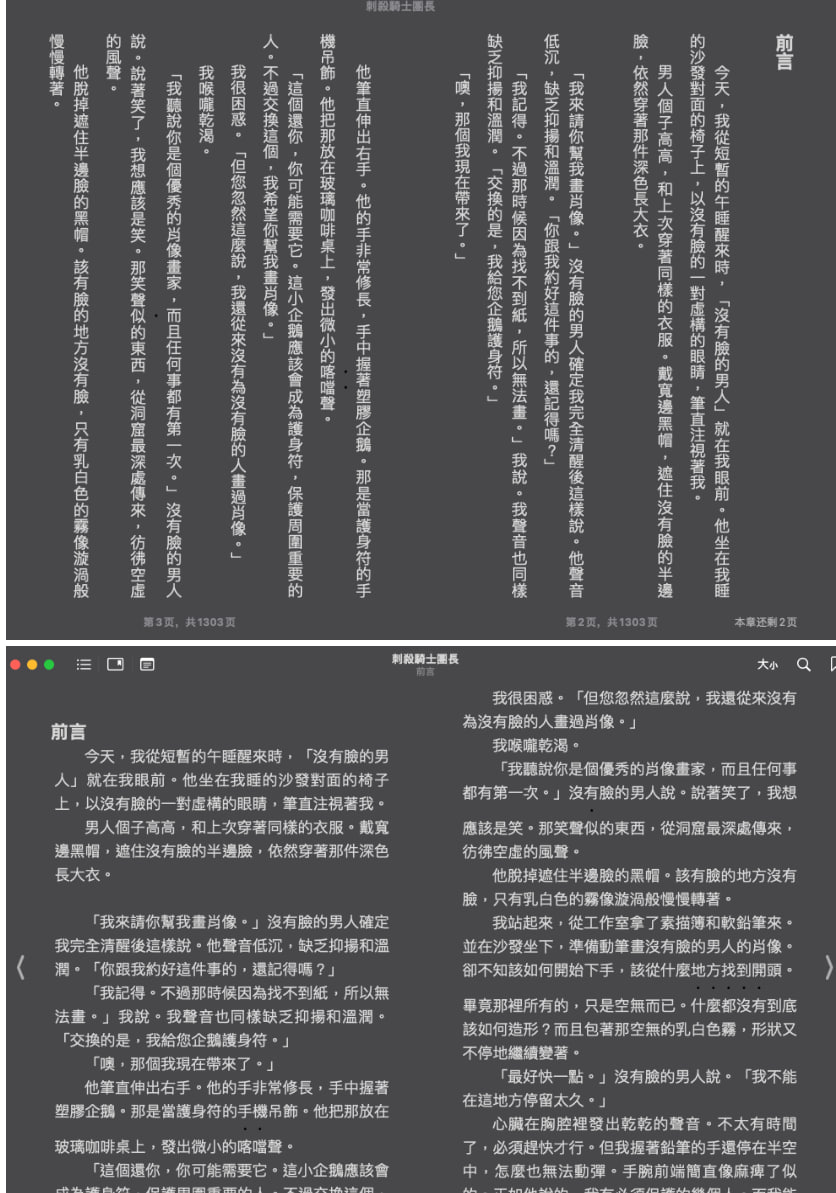 刺殺騎士團長
前言
今天，我從短暫的午睡醒來時，「沒有臉的男人」就在我眼前。他坐在我睡
的沙發對面的椅子上，以沒有臉的一對虛構的眼睛，筆直注視著我。
男人個子高高，和上次穿著同樣的衣服。戴寬邊黑帽，遮住沒有臉的半邊
臉，依然穿著那件深色長大衣。
「我來請你幫我畫肖像。」沒有臉的男人確定我完全清醒後這樣說。他聲音
低沉，缺乏抑揚和溫潤。「你跟我約好這件事的，還記得嗎？」
「我記得。不過那時候因為找不到紙，所以無法畫。」我說。我聲音也同樣
缺乏抑揚和溫潤。「交換的是，我給您企鵝護身符。」
「噢，那個我現在帶來了。」
他筆直伸出右手。他的手非常修長，手中握著塑膠企鵝。那是當護身符的手
機吊飾。他把那放在玻璃咖啡桌上，發出微小的喀噹聲。
「這個還你，你可能需要它。這小企鵝應該會成為護身符，保護周圍重要的
人。不過交換這個，我希望你幫我畫肖像。」
我很困惑。「但您忽然這麼說，我還從來沒有為沒有臉的人畫過肖像。」
我喉嚨乾渴。
「我聽說你是個優秀的肖像畫家，而且任何事都有第一次。」沒有臉的男人
說。說著笑了，我想應該是笑。那笑聲似的東西，從洞窟最深處傳來，彷彿空虛
的風聲。
他脫掉遮住半邊臉的黑帽。該有臉的地方沒有臉，只有乳白色的霧像漩渦般
慢慢轉著。
第3页，共1303页
第2页，共1303页
本章还剩2页
刺殺騎士團長
前言
大小
前言
今天，我從短暫的午睡醒來時，「沒有臉的男
人」就在我眼前。他坐在我睡的沙發對面的椅子
上，以沒有臉的一對虛構的眼睛，筆直注視著我。
男人個子高高，和上次穿著同樣的衣服。戴寬
邊黑帽，遮住沒有臉的半邊臉，依然穿著那件深色
長大衣。
「我來請你幫我畫肖像。」沒有臉的男人確定
我完全清醒後這樣說。他聲音低沉，缺乏抑揚和溫
潤。「你跟我約好這件事的，還記得嗎？」
「我記得。不過那時候因為找不到紙，所以無
法畫。」我說。我聲音也同樣缺乏抑揚和溫潤。
「交換的是，我給您企鵝護身符。」
「噢，那個我現在帶來了。」
他筆直伸出右手。他的手非常修長，手中握著
塑膠企鵝。那是當護身符的手機吊飾。他把那放在
玻璃咖啡桌上，發出微小的喀噹聲。
「這個還你，你可能需要它。這小企鵝應該會
成為護身符，保護周圍重要的人。不過交換這個，
我很困惑。「但您忽然這麼說，我還從來沒有
為沒有臉的人畫過肖像。」
我喉嚨乾渴。
「我聽說你是個優秀的肖像畫家，而且任何事
都有第一次。」沒有臉的男人說。說著笑了，我想
應該是笑。那笑聲似的東西，從洞窟最深處傳來，
彷彿空虛的風聲。
他脫掉遮住半邊臉的黑帽。該有臉的地方沒有
臉，只有乳白色的霧像漩渦般慢慢轉著。
我站起來，從工作室拿了素描簿和軟鉛筆來。
並在沙發坐下，準備動筆畫沒有臉的男人的肖像。
卻不知該如何開始下手，該從什麼地方找到開頭。
畢竟那裡所有的，只是空無而已。什麼都沒有到底
該如何造形？而且包著那空無的乳白色霧，形狀又
不停地繼續變著。
「最好快一點。」沒有臉的男人說。「我不能
在這地方停留太久。」
心臟在胸腔裡發出乾乾的聲音。不太有時間
了，必須趕快才行。但我握著鉛筆的手還停在半空
中，怎麼也無法動彈。手腕前端簡直像麻痺了似
的。正如他說的，我有必須保護的幾個人。而我能